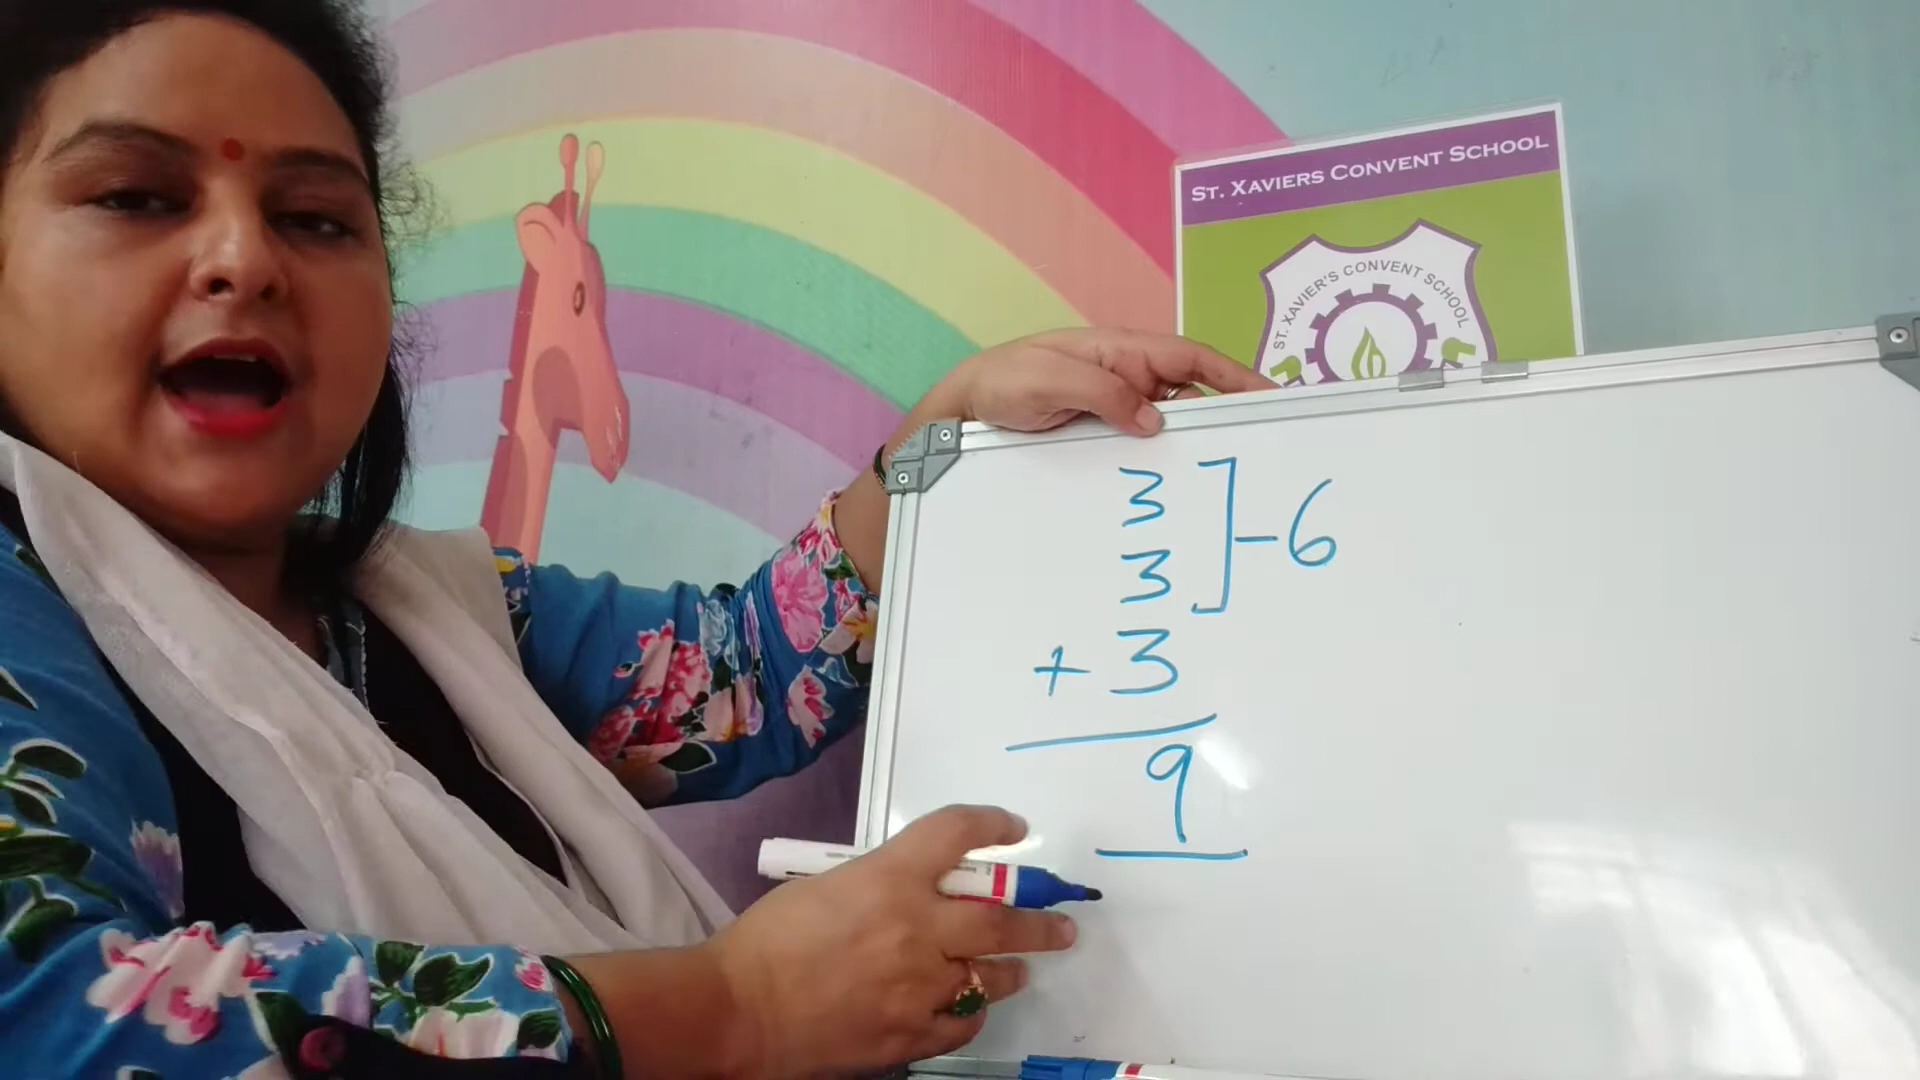 ST. XAVIERS CONVENT SCHOOL
ST. XAVIER'S CONVENT SCHOOL
3
3 ] - 6
+ 3
9